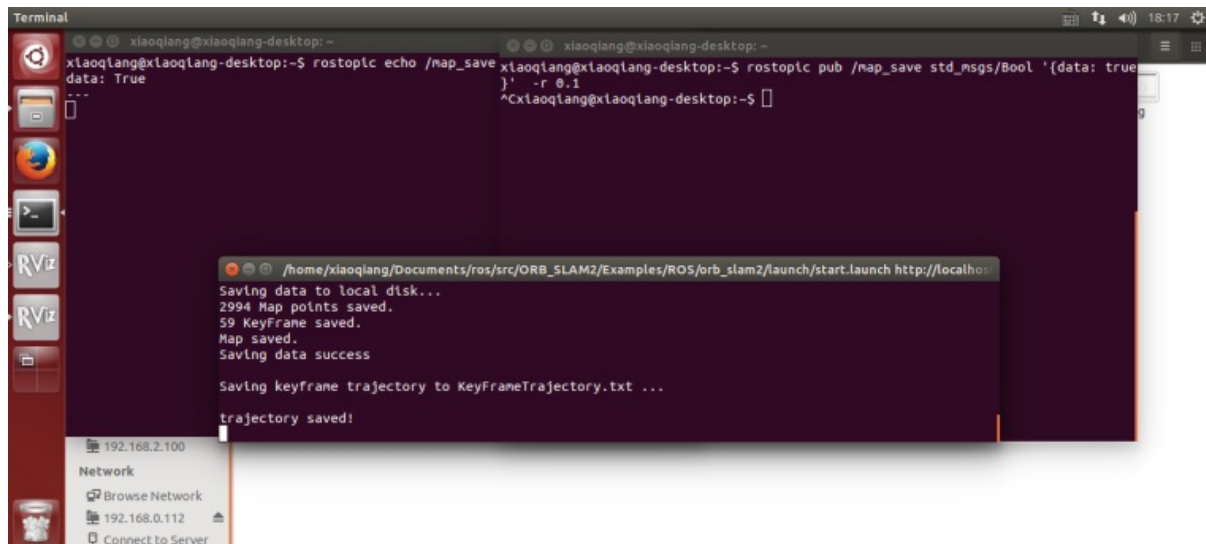 Terminal
18:17
xiaoqiang@xiaoqiang-desktop: ~
xiaoqiang@xiaoqiang-desktop:~$ rostopic echo /map_save
data: True
---
xiaoqiang@xiaoqiang-desktop: ~
xiaoqiang@xiaoqiang-desktop:~$ rostopic pub /map_save std_msgs/Bool '{data: true
}' -r 0.1
^Cxiaoqiang@xiaoqiang-desktop:~$
g
>_
RViz
RViz
/home/xiaoqiang/Documents/ros/src/ORB_SLAM2/Examples/ROS/orb_slam2/launch/start.launch http://localhos
Saving data to local disk...
2994 Map points saved.
59 KeyFrame saved.
Map saved.
Saving data success
Saving keyframe trajectory to KeyFrameTrajectory.txt ...
trajectory saved!
192.168.2.100
Network
Browse Network
192.168.0.112
Connect to Server